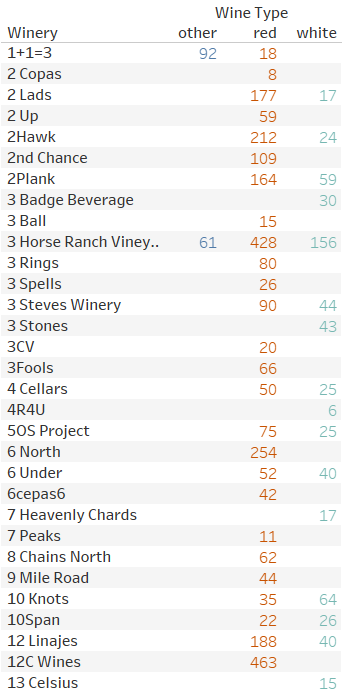 Wine Type
Winery other red white
1+1=3 92 18
2 Copas 8
2 Lads 177 17
2 Up 59
2Hawk 212 24
2nd Chance 109
2Plank 164 59
3 Badge Beverage 30
3 Ball 15
3 Horse Ranch Viney.. 61 428 156
3 Rings 80
3 Spells 26
3 Steves Winery 90 44
3 Stones 43
3CV 20
3Fools 66
4 Cellars 50 25
4R4U 6
5OS Project 75 25
6 North 254
6 Under 52 40
6cepas6 42
7 Heavenly Chards 17
7 Peaks 11
8 Chains North 62
9 Mile Road 44
10 Knots 35 64
10Span 22 26
12 Linajes 188 40
12C Wines 463
13 Celsius 15